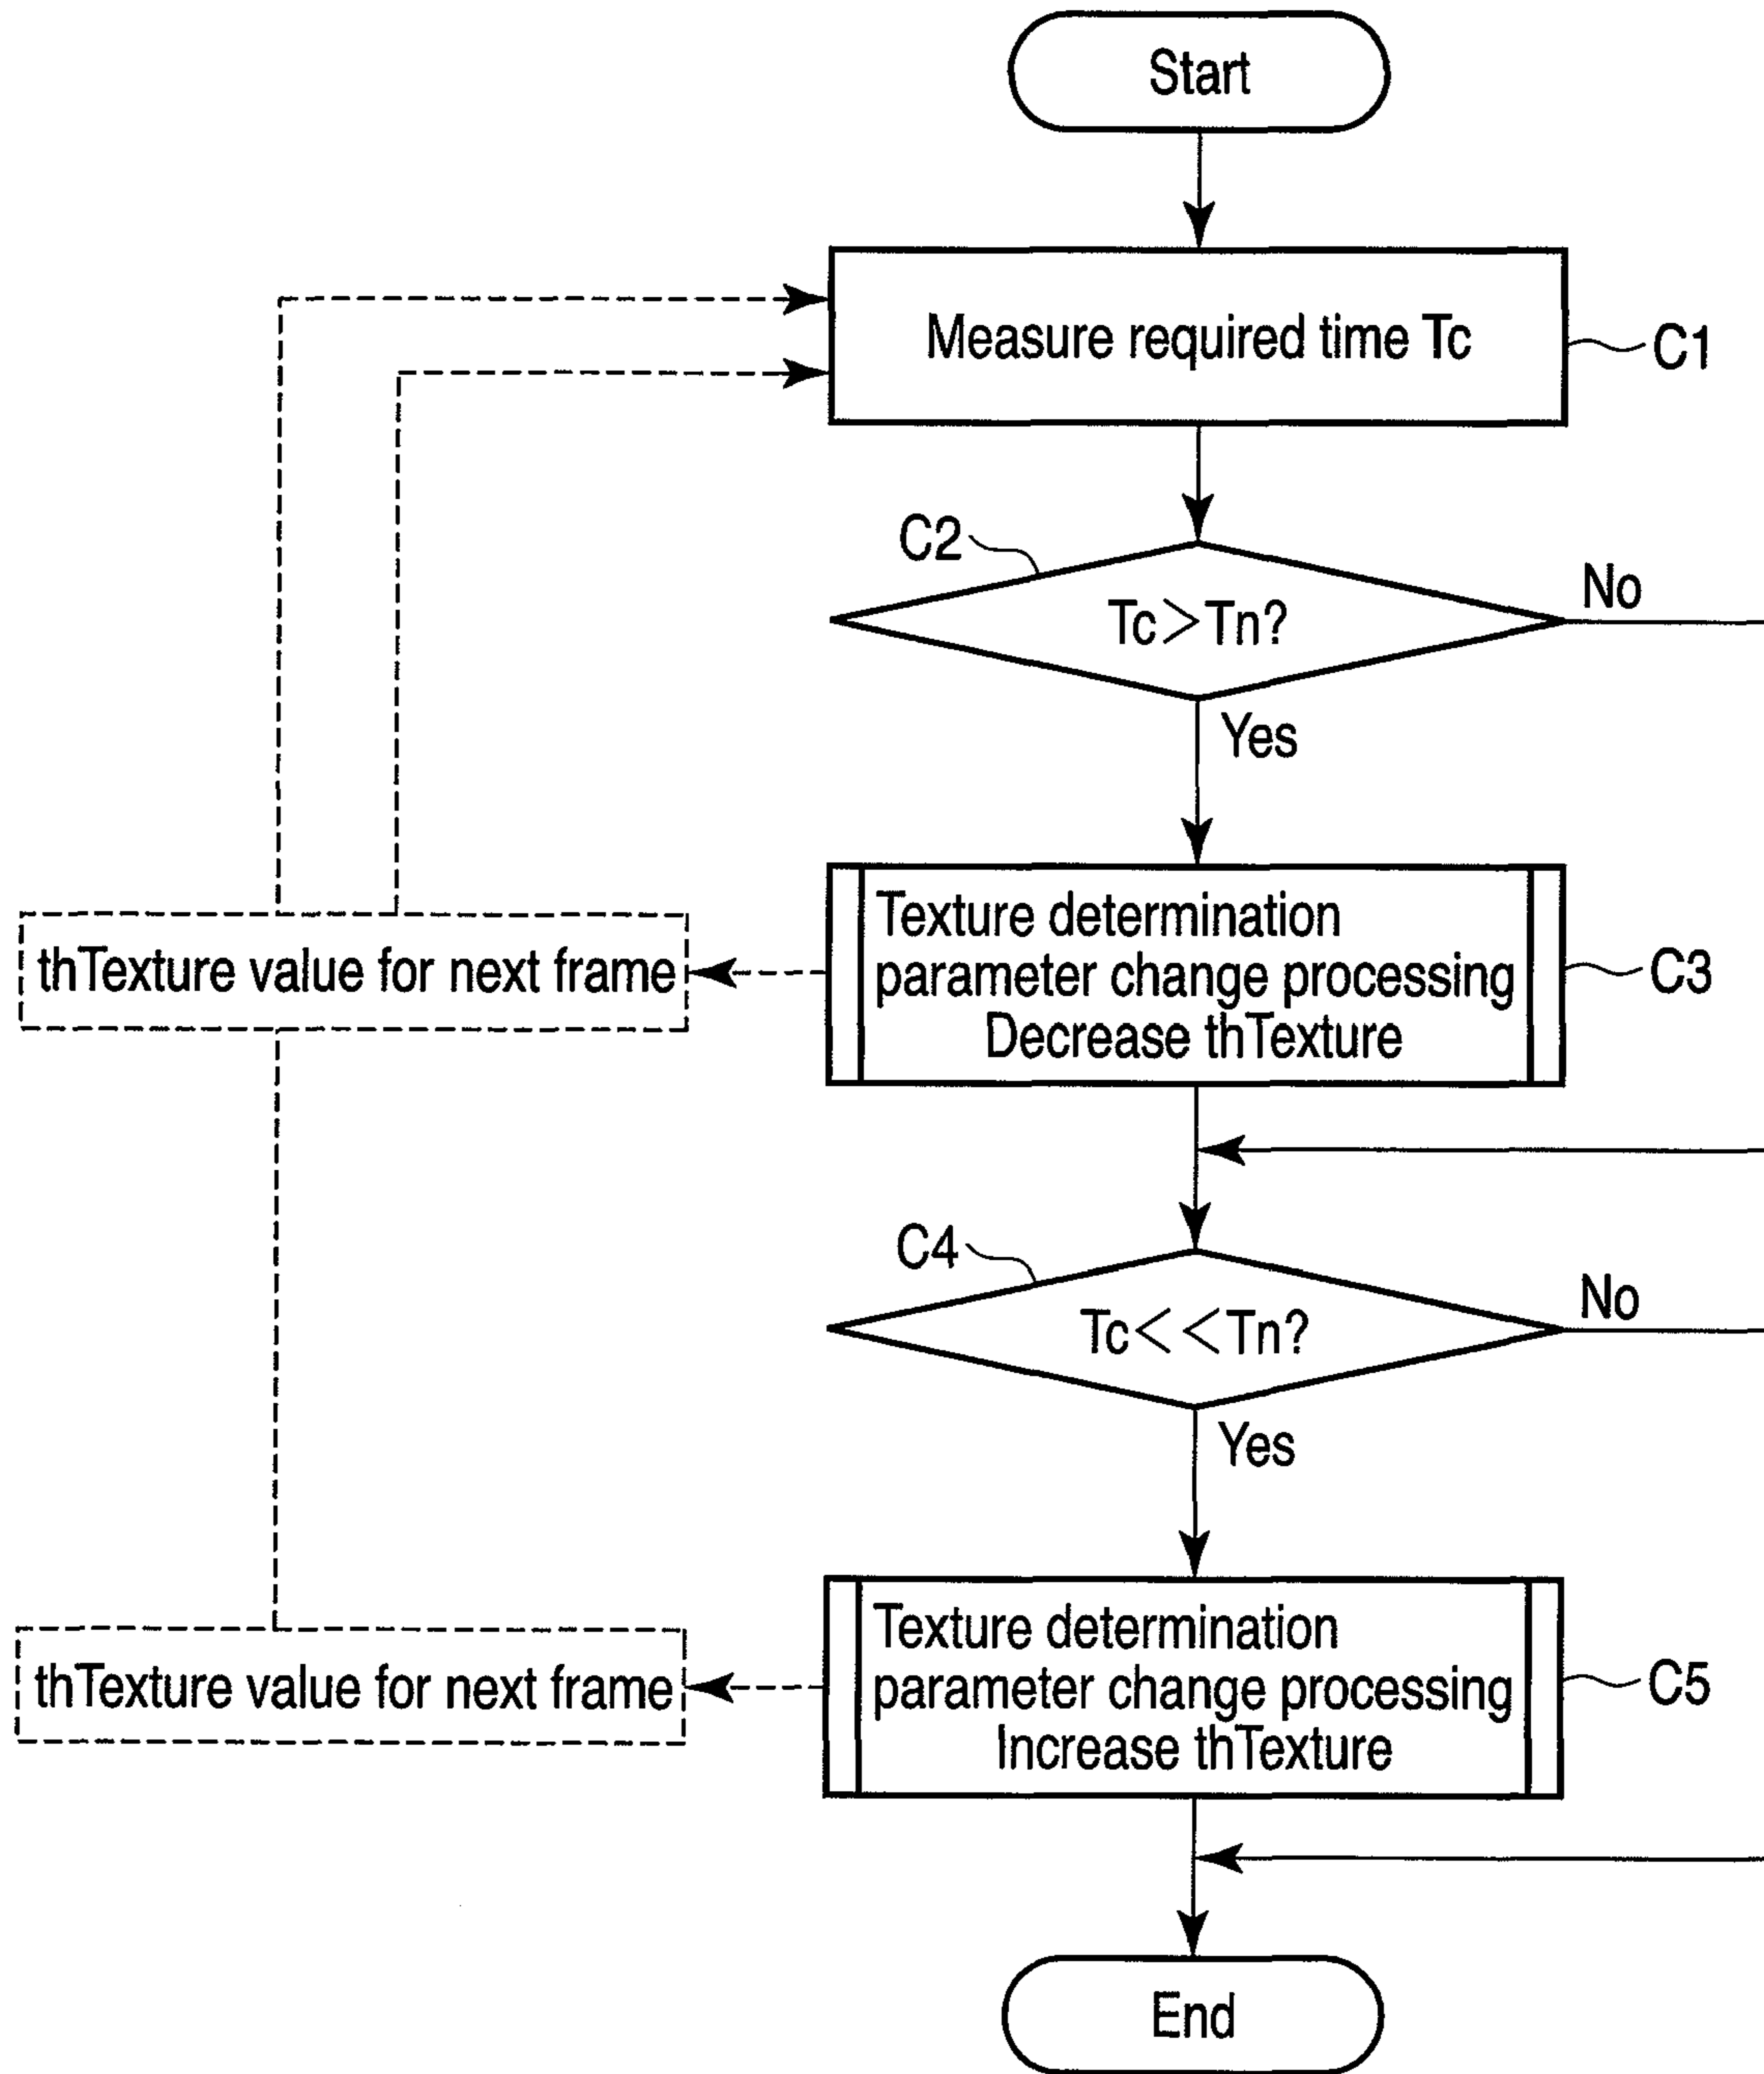 Start
Measure required time Tc
C1
C2
Tc>Tn?
No
Yes
Texture determination
parameter change processing
Decrease thTexture
C3
thTexture value for next frame
C4
Tc<<Tn?
No
Yes
Texture determination
parameter change processing
Increase thTexture
C5
thTexture value for next frame
End